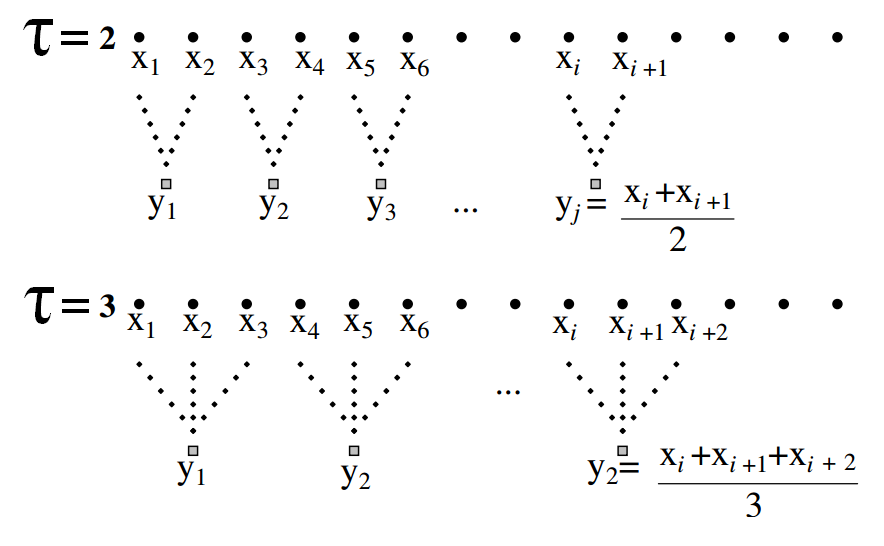 τ = 2
x₁ x₂ x₃ x₄ x₅ x₆ xᵢ xᵢ₊₁
y₁ y₂ y₃ ... yⱼ = (xᵢ + xᵢ₊₁) / 2
τ = 3
x₁ x₂ x₃ x₄ x₅ x₆ xᵢ xᵢ₊₁ xᵢ₊₂
...
y₁ y₂ y₂ = (xᵢ + xᵢ₊₁ + xᵢ₊₂) / 3